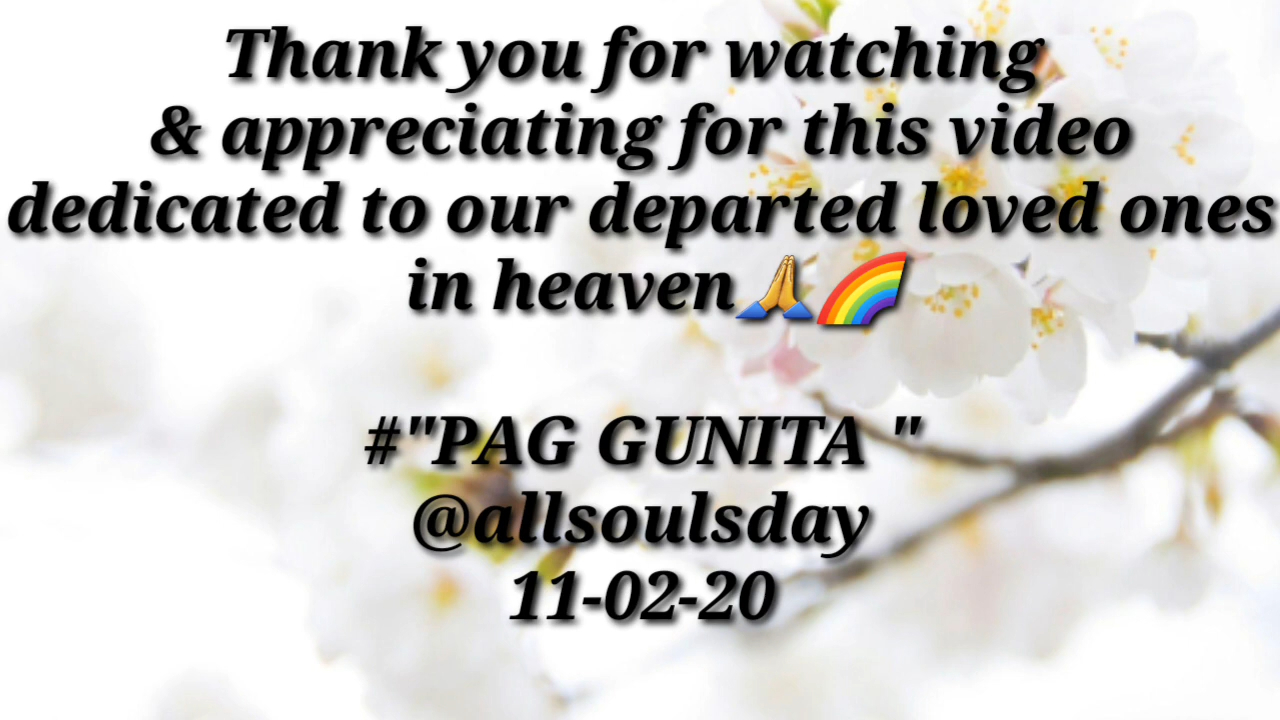 Thank you for watching
& appreciating for this video
dedicated to our departed loved ones
in heaven🙏🌈
#"PAG GUNITA "
@allsoulsday
11-02-20